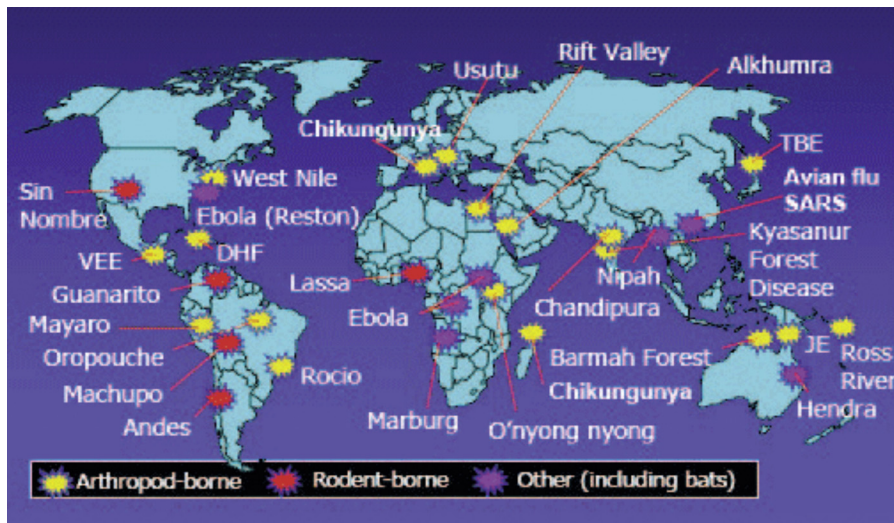 Rift Valley
Usutu
Alkhumra
Chikungunya
TBE
West Nile
Avian flu
SARS
Sin
Nombre
Ebola (Reston)
Kyasanur
Forest
Disease
VEE
DHF
Nipah
Guanarito
Lassa
Chandipura
Mayaro
Ebola
Oropouche
Barmah Forest
JE
Ross
River
Machupo
Rocio
Chikungunya
Hendra
Andes
Marburg
O'nyong nyong
Arthropod-borne
Rodent-borne
Other (including bats)